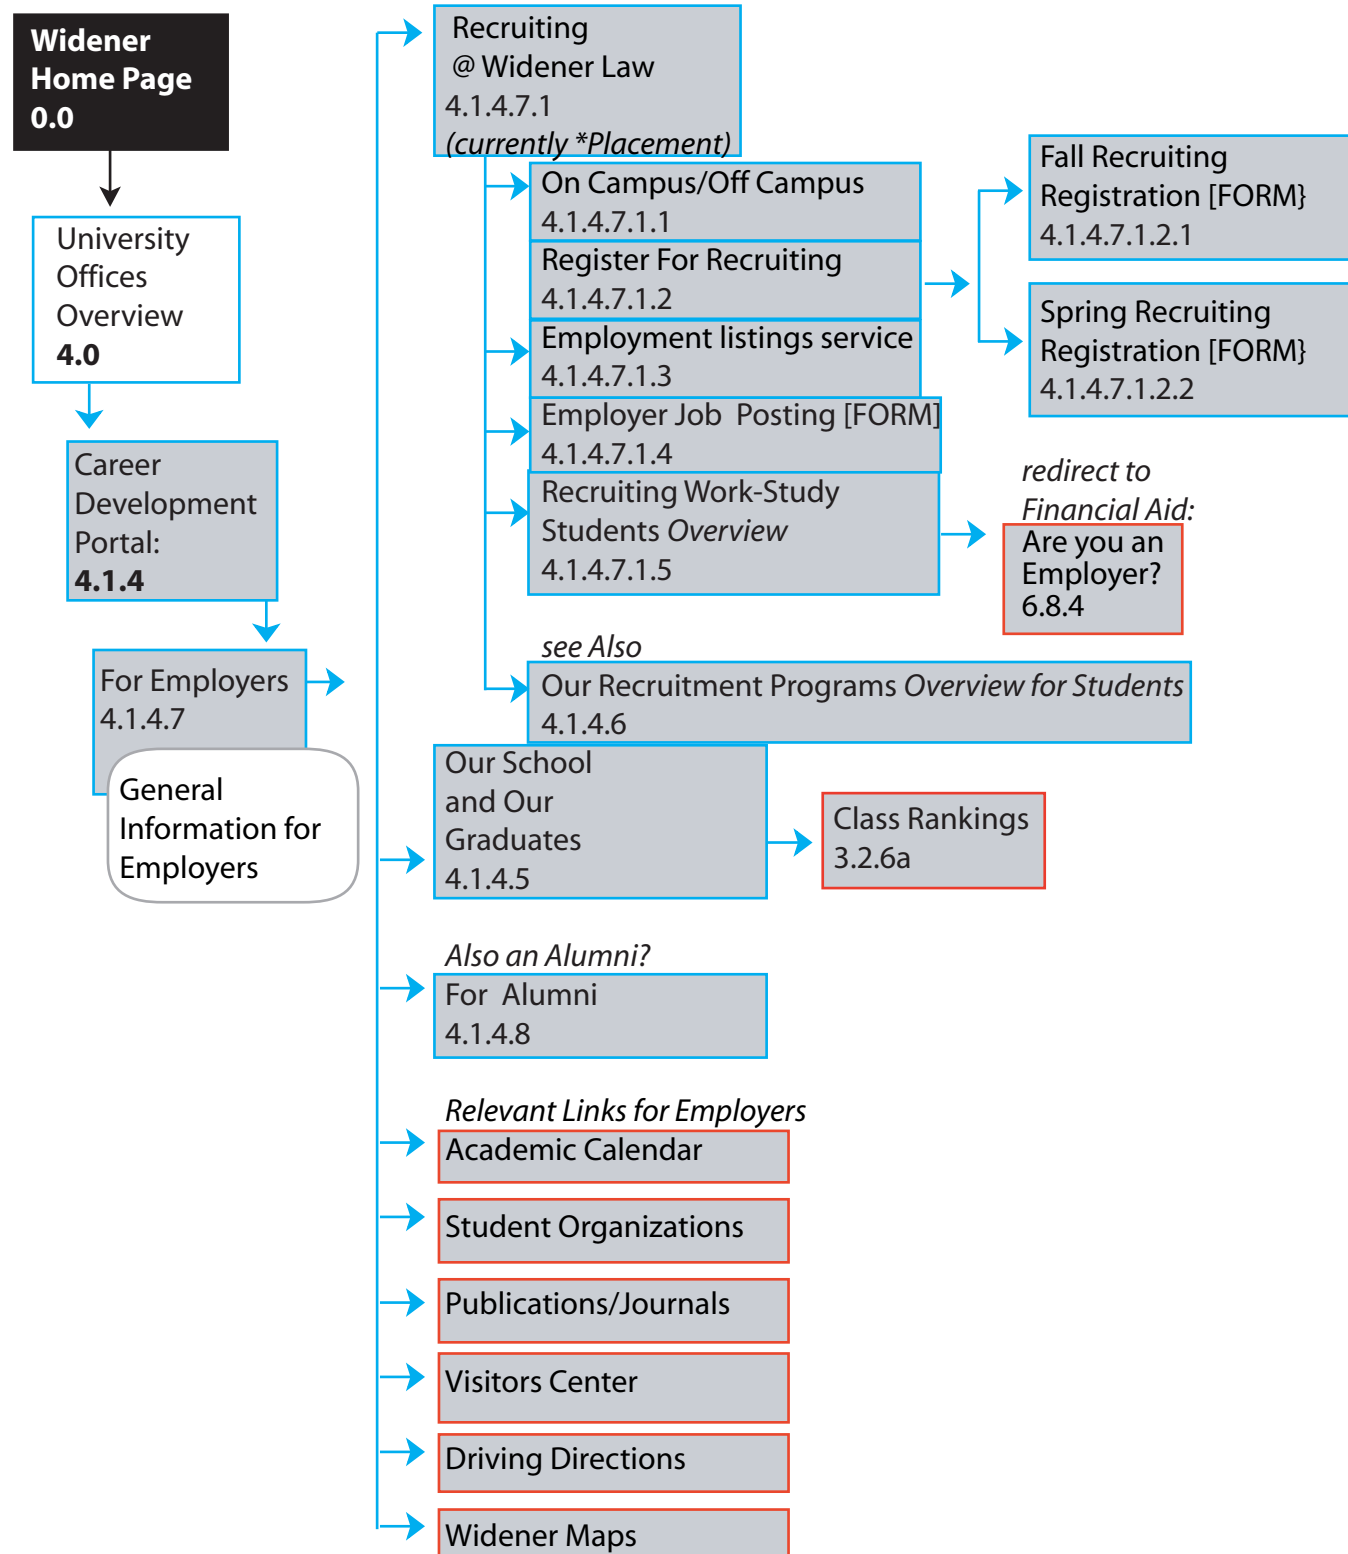 Widener
Home Page
0.0
University
Offices
Overview
4.0
Career
Development
Portal:
4.1.4
For Employers
4.1.4.7
General
Information for
Employers
Recruiting
@ Widener Law
4.1.4.7.1
(currently *Placement)
On Campus/Off Campus
4.1.4.7.1.1
Register For Recruiting
4.1.4.7.1.2
Employment listings service
4.1.4.7.1.3
Employer Job  Posting [FORM]
4.1.4.7.1.4
Recruiting Work-Study
Students Overview
4.1.4.7.1.5
Fall Recruiting
Registration [FORM}
4.1.4.7.1.2.1
Spring Recruiting
Registration [FORM}
4.1.4.7.1.2.2
redirect to
Financial Aid:
Are you an
Employer?
6.8.4
see Also
Our Recruitment Programs Overview for Students
4.1.4.6
Our School
and Our
Graduates
4.1.4.5
Class Rankings
3.2.6a
Also an Alumni?
For  Alumni
4.1.4.8
Relevant Links for Employers
Academic Calendar
Student Organizations
Publications/Journals
Visitors Center
Driving Directions
Widener Maps